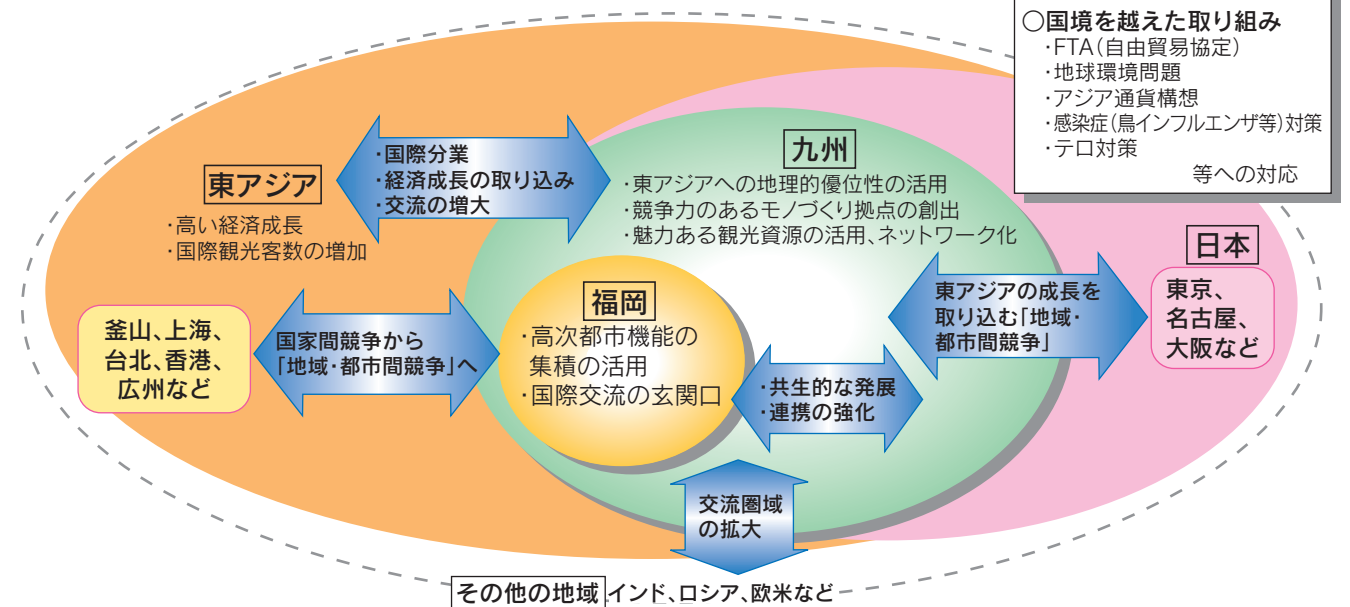 ○国境を越えた取り組み
・FTA(自由貿易協定)
・地球環境問題
・アジア通貨構想
・感染症(鳥インフルエンザ等)対策
・テロ対策
等への対応
東アジア
・高い経済成長
・国際観光客数の増加
・国際分業
・経済成長の取り込み
・交流の増大
九州
・東アジアへの地理的優位性の活用
・競争力のあるモノづくり拠点の創出
・魅力ある観光資源の活用、ネットワーク化
日本
東京、
名古屋、
大阪など
東アジアの成長を
取り込む「地域・
都市間競争」
釜山、上海、
台北、香港、
広州など
国家間競争から
「地域・都市間競争」へ
福岡
・高次都市機能の
集積の活用
・国際交流の玄関口
・共生的な発展
・連携の強化
交流圏域
の拡大
その他の地域 インド、ロシア、欧米など